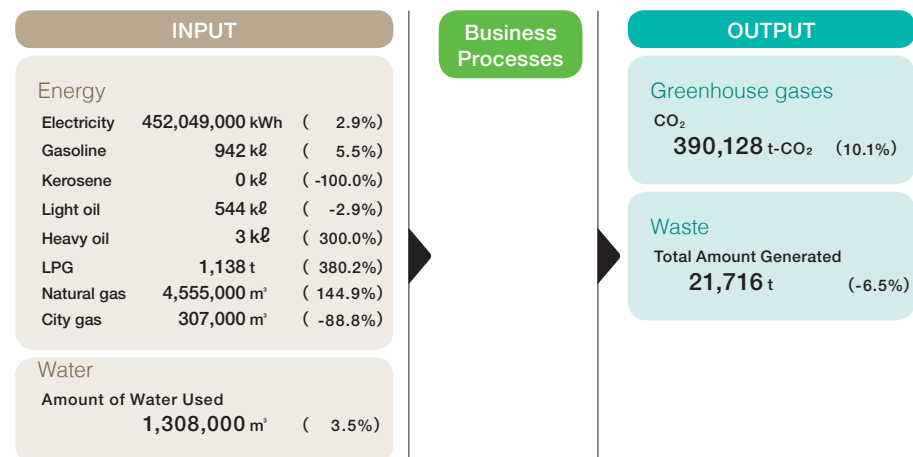 INPUT
Energy
Electricity 452,049,000 kWh ( 2.9%)
Gasoline 942 kℓ ( 5.5%)
Kerosene 0 kℓ ( -100.0%)
Light oil 544 kℓ ( -2.9%)
Heavy oil 3 kℓ ( 300.0%)
LPG 1,138 t ( 380.2%)
Natural gas 4,555,000 m³ ( 144.9%)
City gas 307,000 m³ ( -88.8%)
Water
Amount of Water Used
1,308,000 m³ ( 3.5%)
Business
Processes
OUTPUT
Greenhouse gases
CO₂
390,128 t-CO₂ (10.1%)
Waste
Total Amount Generated
21,716 t (-6.5%)